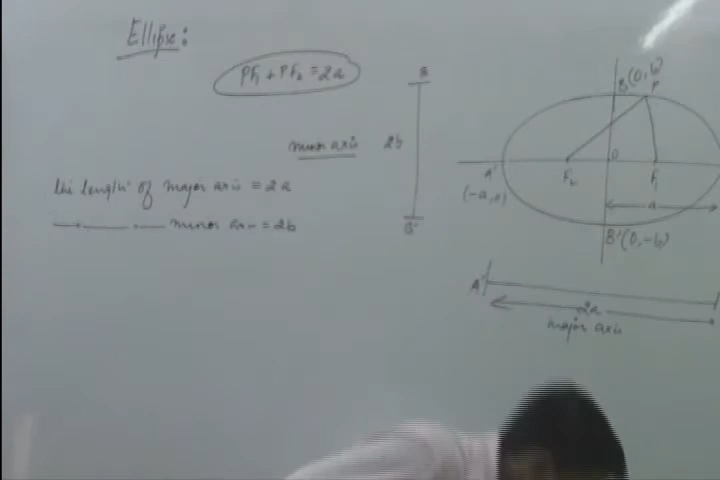 Ellipse:
PF₁ + PF₂ = 2a
B (0, b)
P
B
minor axis 2b
O
A'
F₂
F₁
(-a, 0)
a
The length of major axis = 2a
minor axis = 2b
B'
B' (0, -b)
A'
2a
major axis